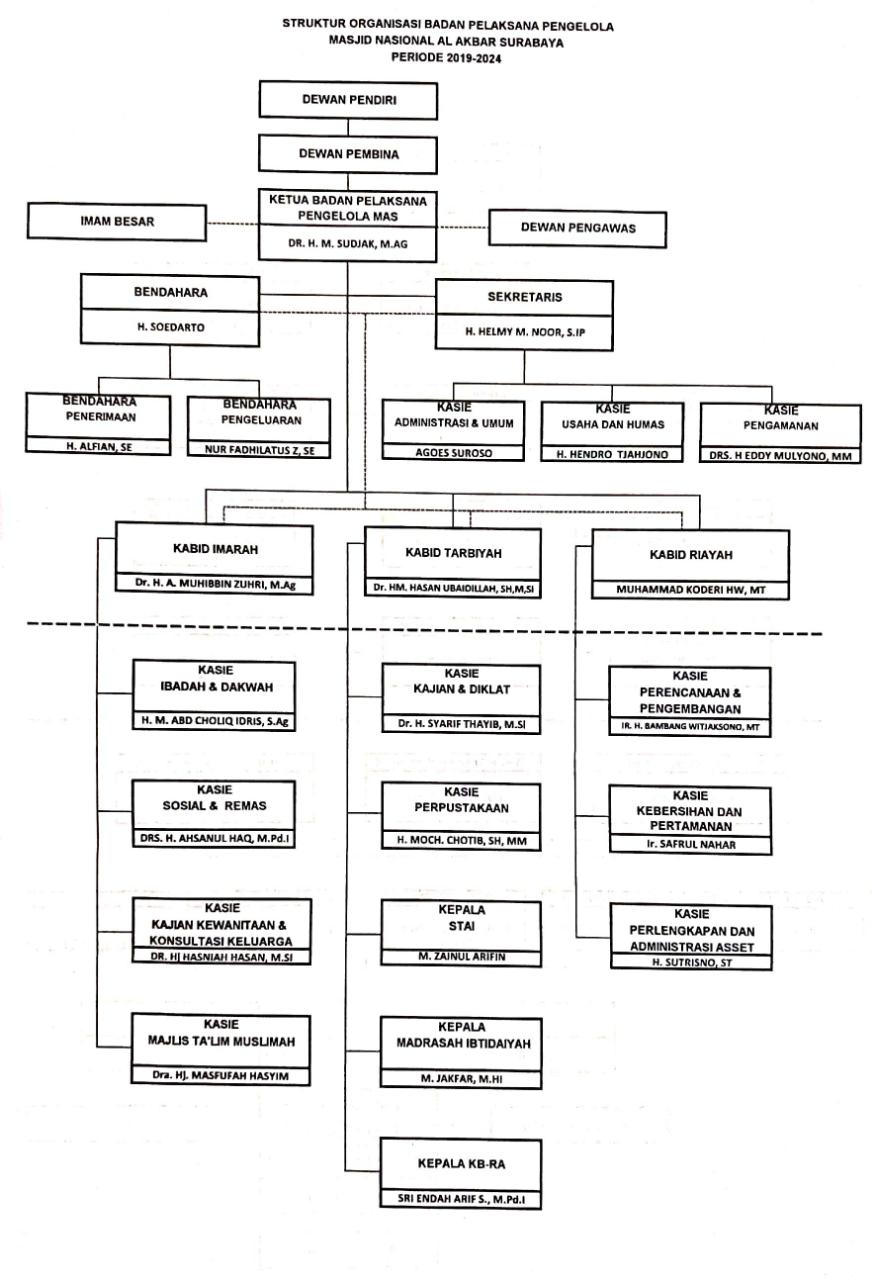 STRUKTUR ORGANISASI BADAN PELAKSANA PENGELOLA
MASJID NASIONAL AL AKBAR SURABAYA
PERIODE 2019-2024
DEWAN PENDIRI
DEWAN PEMBINA
KETUA BADAN PELAKSANA
PENGELOLA MAS
DR. H. M. SUDJAK, M.AG
IMAM BESAR
DEWAN PENGAWAS
BENDAHARA
H. SOEDARTO
SEKRETARIS
H. HELMY M. NOOR, S.IP
BENDAHARA
PENERIMAAN
H. ALFIAN, SE
BENDAHARA
PENGELUARAN
NUR FADHILATUS Z, SE
KASIE
ADMINISTRASI & UMUM
AGOES SUROSO
KASIE
USAHA DAN HUMAS
H. HENDRO TJAHJONO
KASIE
PENGAMANAN
DRS. H EDDY MULYONO, MM
KABID IMARAH
Dr. H. A. MUHIBBIN ZUHRI, M.Ag
KABID TARBIYAH
Dr. HM. HASAN UBAIDILLAH, SH,M,SI
KABID RIAYAH
MUHAMMAD KODERI HW, MT
KASIE
IBADAH & DAKWAH
H. M. ABD CHOLIQ IDRIS, S.Ag
KASIE
SOSIAL & REMAS
DRS. H. AHSANUL HAQ, M.Pd.I
KASIE
KAJIAN KEWANITAAN &
KONSULTASI KELUARGA
DR. HJ HASNIAH HASAN, M.SI
KASIE
MAJLIS TA'LIM MUSLIMAH
Dra. HJ. MASFUFAH HASYIM
KASIE
KAJIAN & DIKLAT
Dr. H. SYARIF THAYIB, M.SI
KASIE
PERPUSTAKAAN
H. MOCH. CHOTIB, SH, MM
KEPALA
STAI
M. ZAINUL ARIFIN
KEPALA
MADRASAH IBTIDAIYAH
M. JAKFAR, M.HI
KEPALA KB-RA
SRI ENDAH ARIF S., M.Pd.I
KASIE
PERENCANAAN &
PENGEMBANGAN
IR. H. BAMBANG WITJAKSONO, MT
KASIE
KEBERSIHAN DAN
PERTAMANAN
Ir. SAFRUL NAHAR
KASIE
PERLENGKAPAN DAN
ADMINISTRASI ASSET
H. SUTRISNO, ST